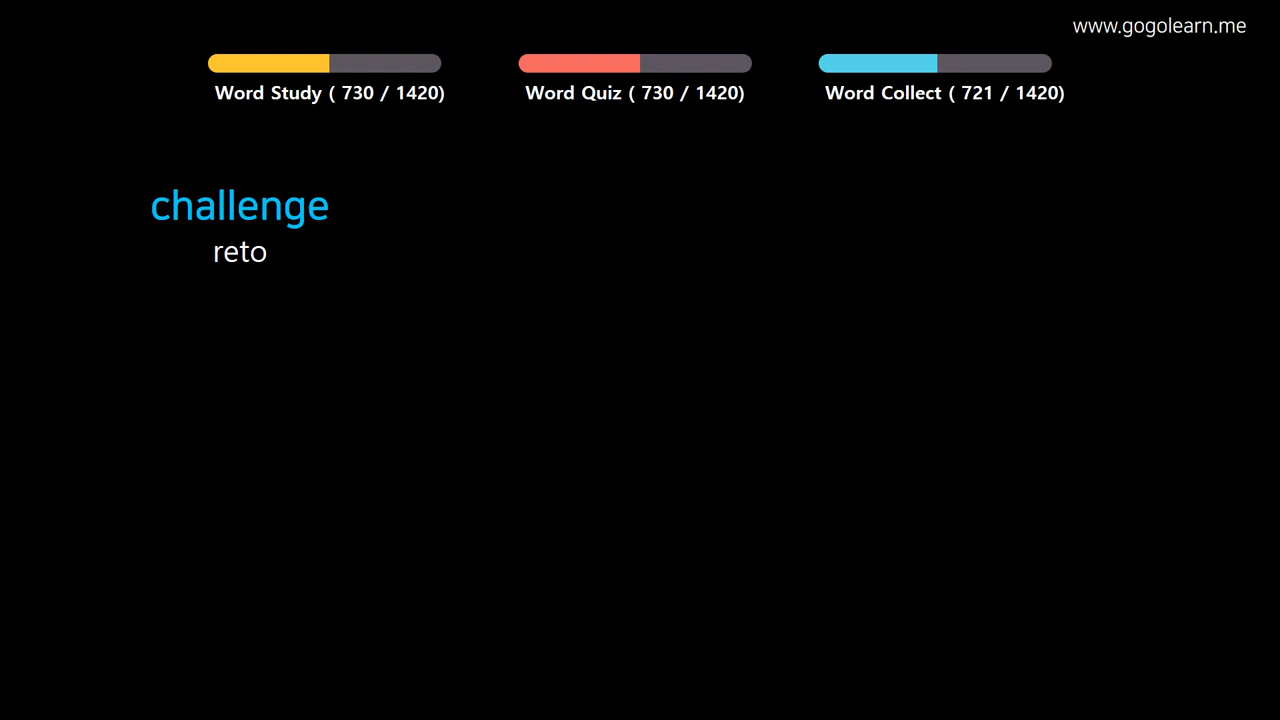 www.gogolearn.me
Word Study ( 730 / 1420)
Word Quiz ( 730 / 1420)
Word Collect ( 721 / 1420)
challenge
reto